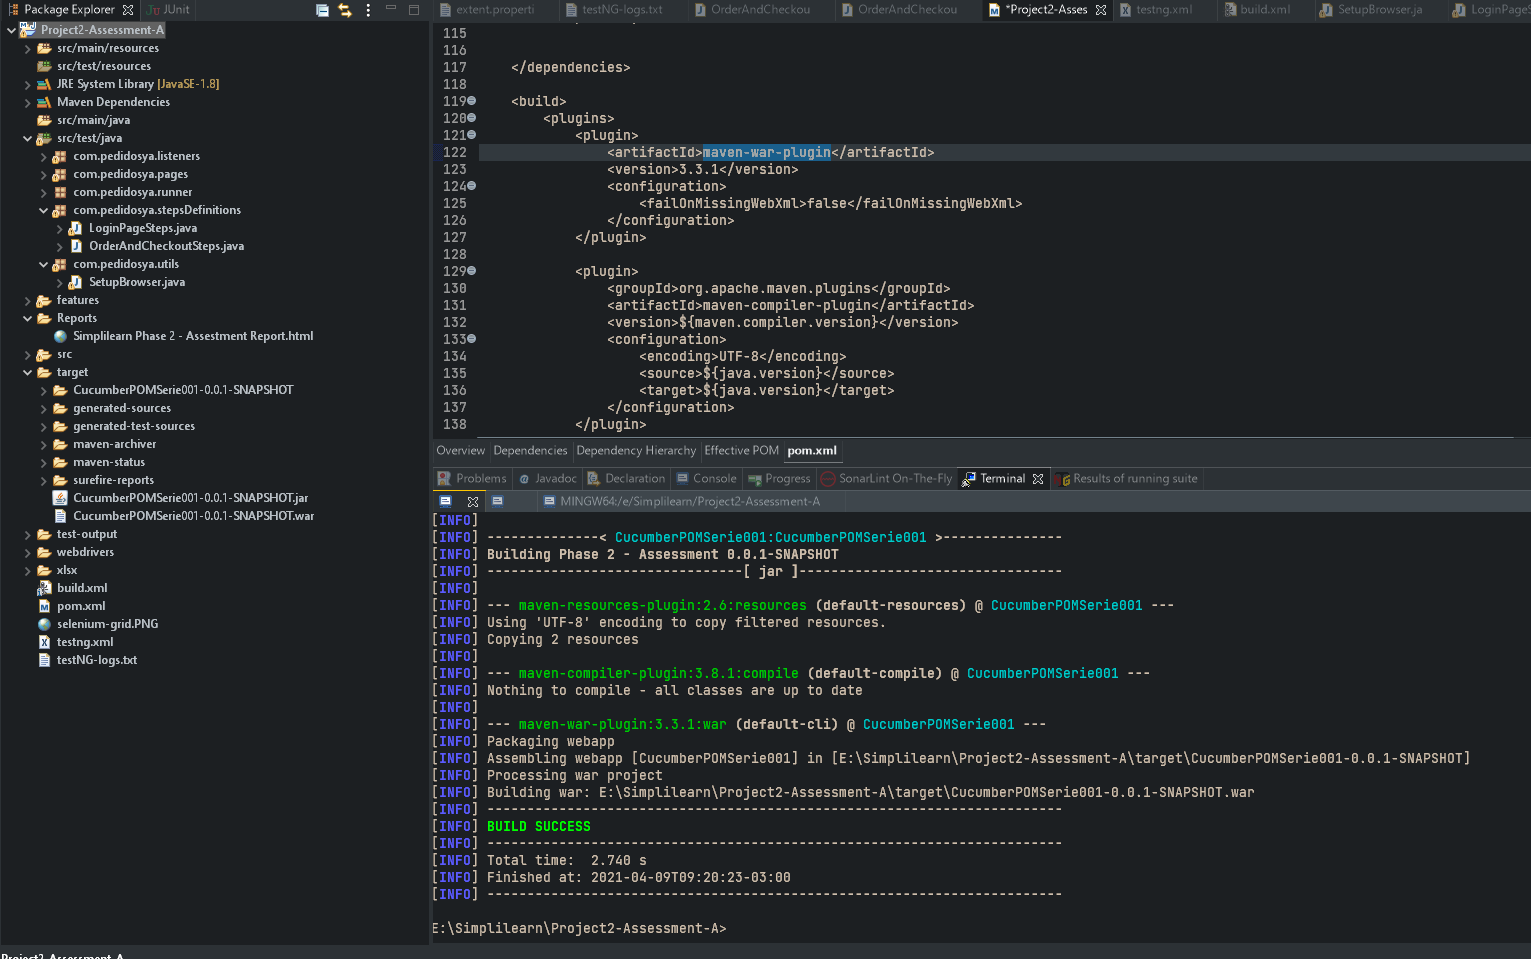 Package Explorer
JUnit
Project2-Assessment-A
src/main/resources
src/test/resources
JRE System Library [JavaSE-1.8]
Maven Dependencies
src/main/java
src/test/java
com.pedidosya.listeners
com.pedidosya.pages
com.pedidosya.runner
com.pedidosya.stepsDefinitions
LoginPageSteps.java
OrderAndCheckoutSteps.java
com.pedidosya.utils
SetupBrowser.java
features
Reports
Simplilearn Phase 2 - Assestment Report.html
src
target
CucumberPOMSerie001-0.0.1-SNAPSHOT
generated-sources
generated-test-sources
maven-archiver
maven-status
surefire-reports
CucumberPOMSerie001-0.0.1-SNAPSHOT.jar
CucumberPOMSerie001-0.0.1-SNAPSHOT.war
test-output
webdrivers
xlsx
build.xml
pom.xml
selenium-grid.PNG
testng.xml
testNG-logs.txt
extent.properti testNG-logs.txt OrderAndCheckou OrderAndCheckou *Project2-Asses testng.xml build.xml SetupBrowser.ja LoginPageS
115
116
117 </dependencies>
118
119 <build>
120 <plugins>
121 <plugin>
122 <artifactId>maven-war-plugin</artifactId>
123 <version>3.3.1</version>
124 <configuration>
125 <failOnMissingWebXml>false</failOnMissingWebXml>
126 </configuration>
127 </plugin>
128
129 <plugin>
130 <groupId>org.apache.maven.plugins</groupId>
131 <artifactId>maven-compiler-plugin</artifactId>
132 <version>${maven.compiler.version}</version>
133 <configuration>
134 <encoding>UTF-8</encoding>
135 <source>${java.version}</source>
136 <target>${java.version}</target>
137 </configuration>
138 </plugin>
Overview Dependencies Dependency Hierarchy Effective POM pom.xml
Problems Javadoc Declaration Console Progress SonarLint On-The-Fly Terminal Results of running suite
MINGW64:/e/Simplilearn/Project2-Assessment-A
[INFO]
[INFO] --------------< CucumberPOMSerie001:CucumberPOMSerie001 >---------------
[INFO] Building Phase 2 - Assessment 0.0.1-SNAPSHOT
[INFO] --------------------------------[ jar ]---------------------------------
[INFO]
[INFO] --- maven-resources-plugin:2.6:resources (default-resources) @ CucumberPOMSerie001 ---
[INFO] Using 'UTF-8' encoding to copy filtered resources.
[INFO] Copying 2 resources
[INFO]
[INFO] --- maven-compiler-plugin:3.8.1:compile (default-compile) @ CucumberPOMSerie001 ---
[INFO] Nothing to compile - all classes are up to date
[INFO]
[INFO] --- maven-war-plugin:3.3.1:war (default-cli) @ CucumberPOMSerie001 ---
[INFO] Packaging webapp
[INFO] Assembling webapp [CucumberPOMSerie001] in [E:\Simplilearn\Project2-Assessment-A\target\CucumberPOMSerie001-0.0.1-SNAPSHOT]
[INFO] Processing war project
[INFO] Building war: E:\Simplilearn\Project2-Assessment-A\target\CucumberPOMSerie001-0.0.1-SNAPSHOT.war
[INFO] ------------------------------------------------------------------------
[INFO] BUILD SUCCESS
[INFO] ------------------------------------------------------------------------
[INFO] Total time:  2.740 s
[INFO] Finished at: 2021-04-09T09:20:23-03:00
[INFO] ------------------------------------------------------------------------
E:\Simplilearn\Project2-Assessment-A>
Project2-Assessment-A